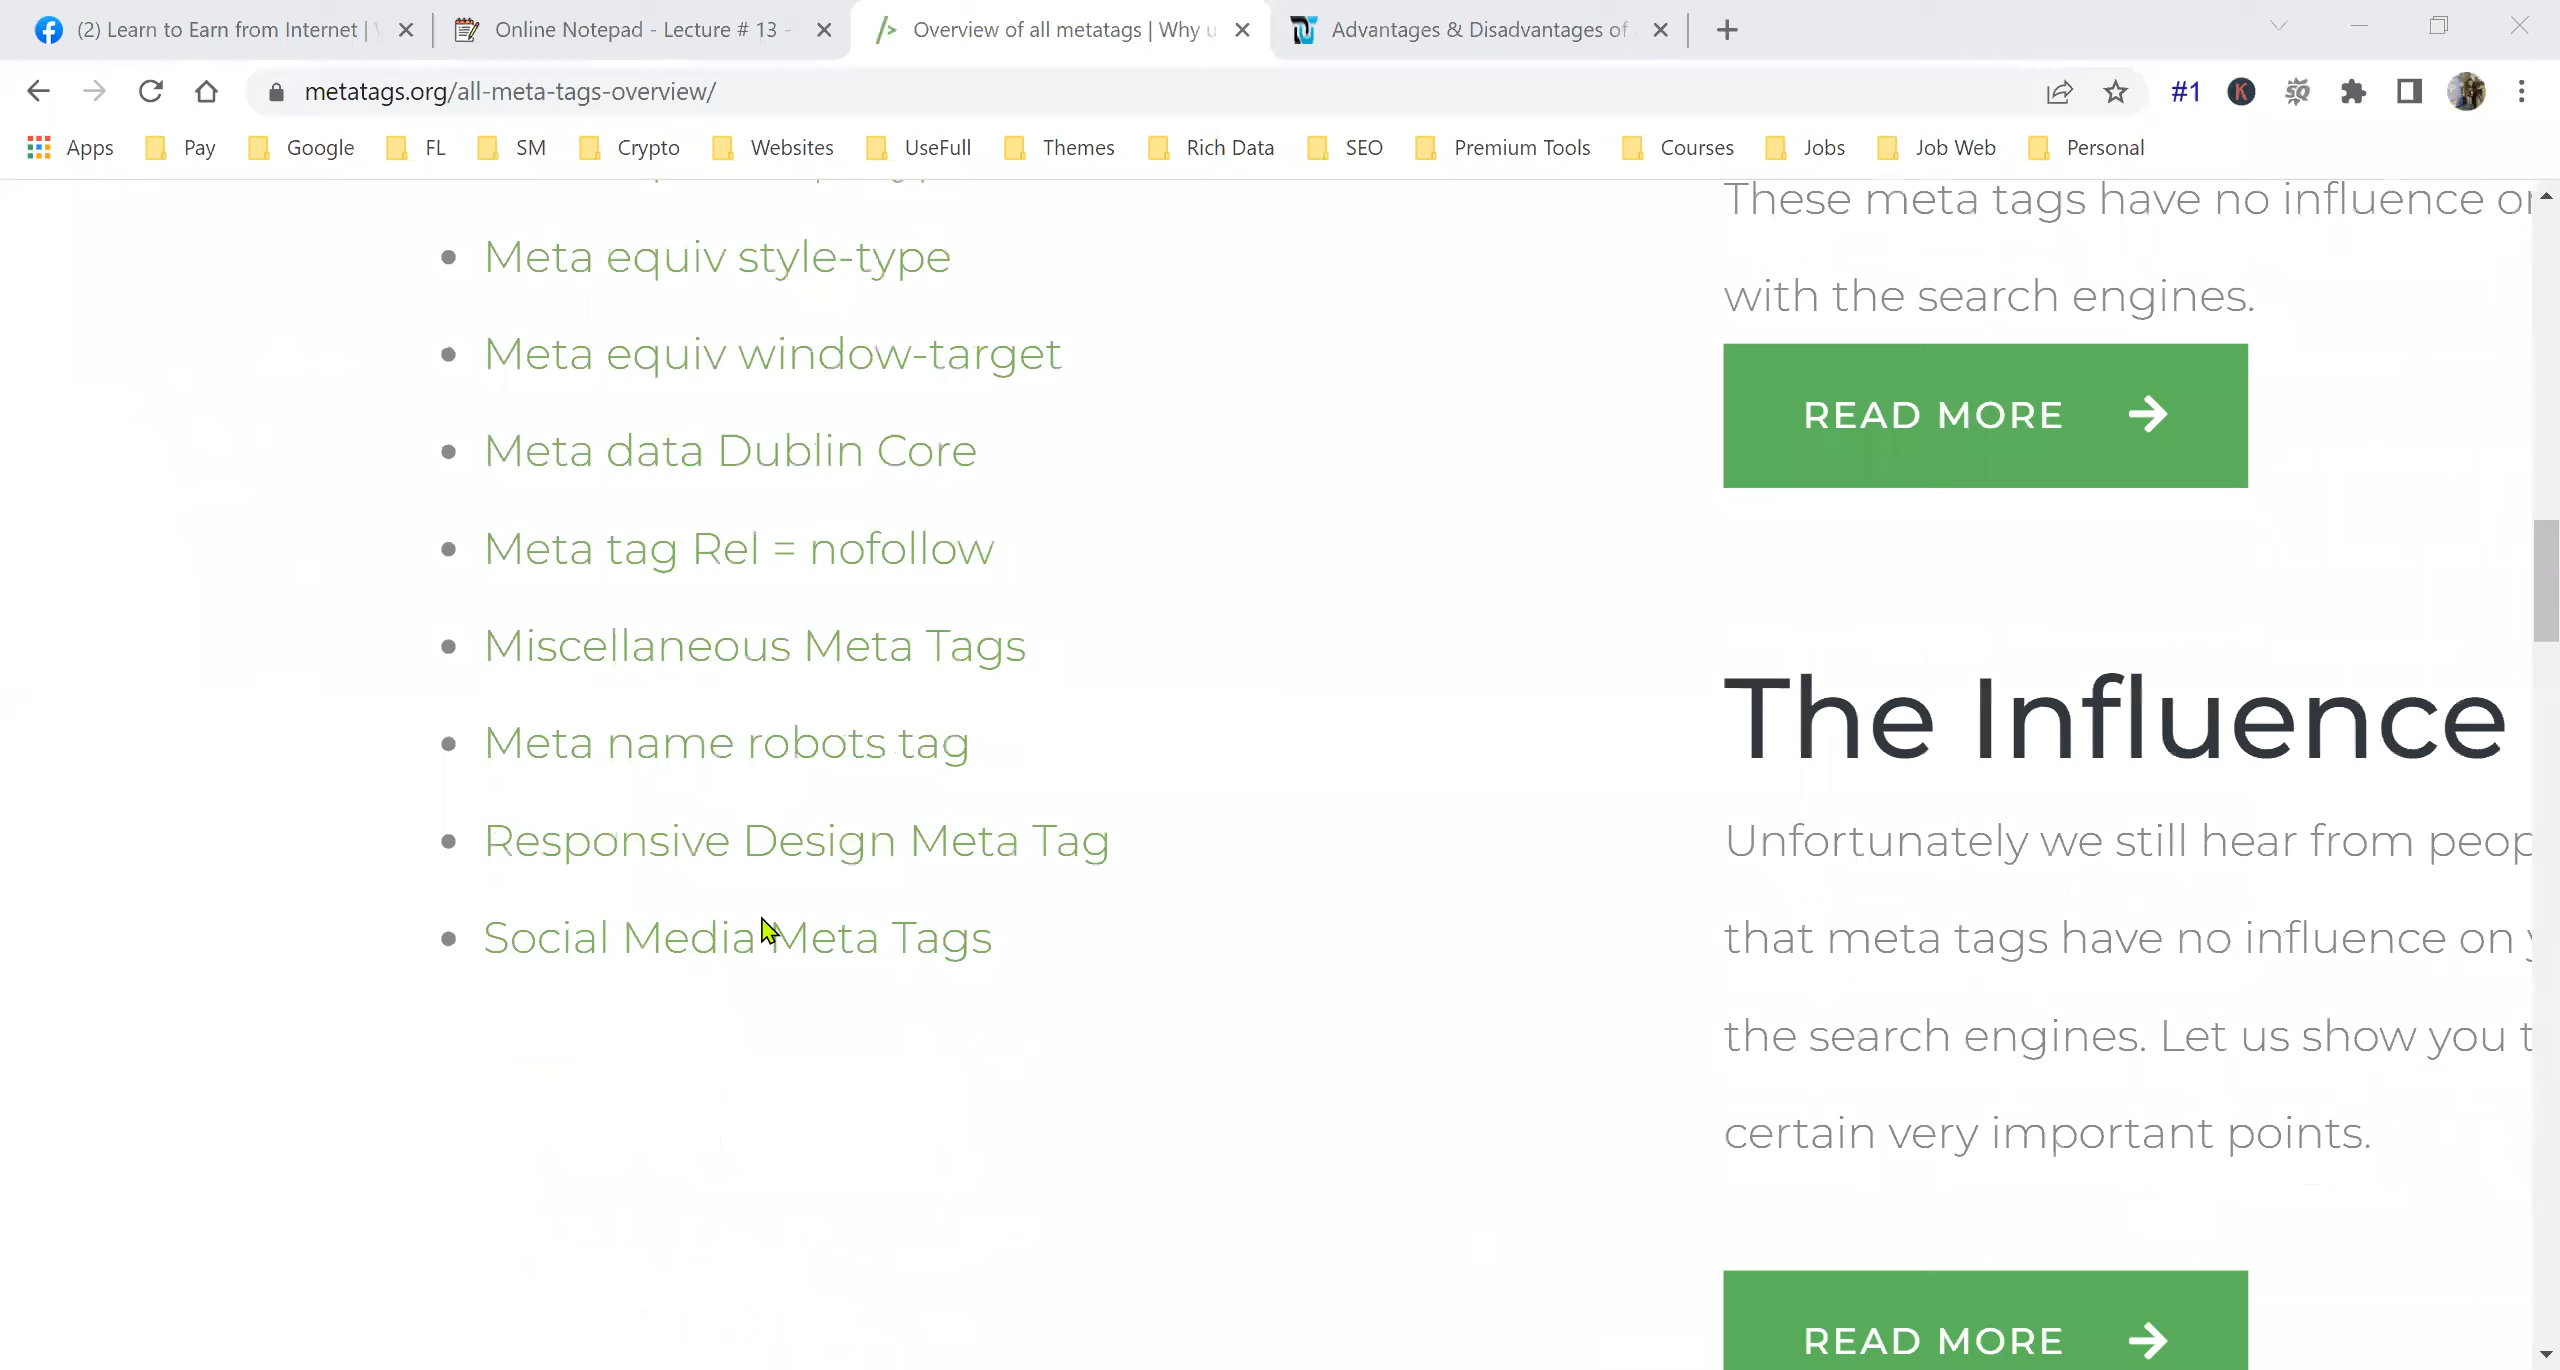 (2) Learn to Earn from Internet |
Online Notepad - Lecture # 13 -
Overview of all metatags | Why u
Advantages & Disadvantages of
metatags.org/all-meta-tags-overview/
#1
K
SQ
Apps
Pay
Google
FL
SM
Crypto
Websites
UseFull
Themes
Rich Data
SEO
Premium Tools
Courses
Jobs
Job Web
Personal
• Meta equiv style-type
• Meta equiv window-target
• Meta data Dublin Core
• Meta tag Rel = nofollow
• Miscellaneous Meta Tags
• Meta name robots tag
• Responsive Design Meta Tag
• Social Media Meta Tags
These meta tags have no influence or
with the search engines.
READ MORE
The Influence
Unfortunately we still hear from peop
that meta tags have no influence on
the search engines. Let us show you t
certain very important points.
READ MORE